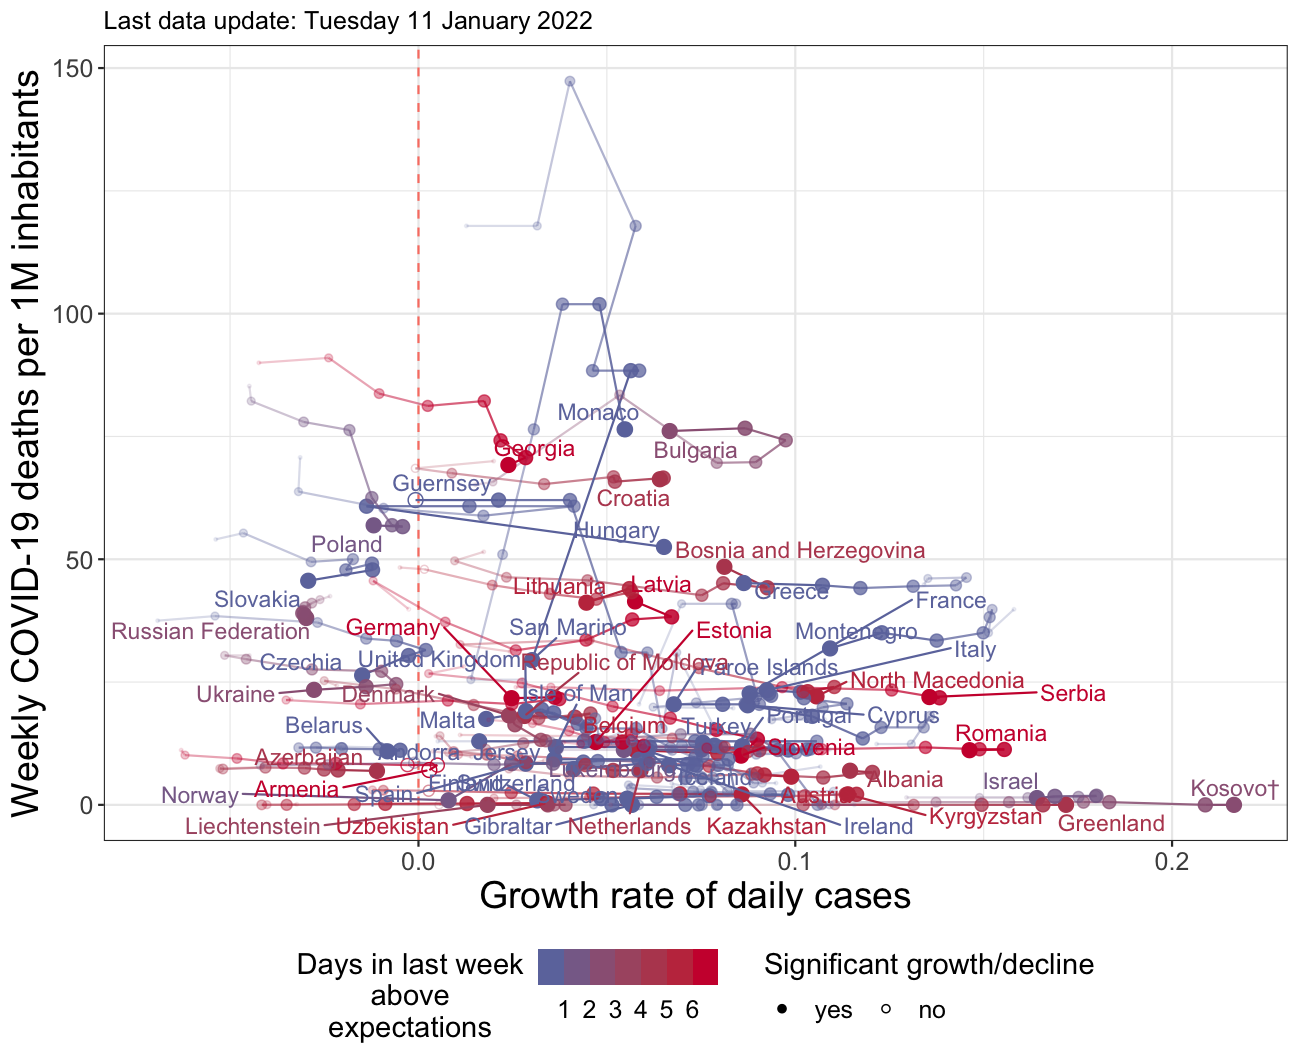 Last data update: Tuesday 11 January 2022
Weekly COVID-19 deaths per 1M inhabitants
150
100
50
0
Monaco
Georgia
Bulgaria
Guernsey
Croatia
Hungary
Poland
Bosnia and Herzegovina
Lithuania
Latvia
Greece
Slovakia
France
Russian Federation
Germany
San Marino
Estonia
Montenegro
Italy
Czechia
United Kingdom
Republic of Moldova
Faroe Islands
North Macedonia
Ukraine
Denmark
Isle of Man
Serbia
Malta
Belgium
Turkey
Portugal
Cyprus
Belarus
Romania
Azerbaijan
Andorra
Jersey
Slovenia
Luxembourg
Iceland
Albania
Armenia
Finland
Switzerland
Israel
Kosovo†
Norway
Spain
Sweden
Austria
Kyrgyzstan
Greenland
Liechtenstein
Uzbekistan
Gibraltar
Netherlands
Kazakhstan
Ireland
0.0
0.1
0.2
Growth rate of daily cases
Days in last week
above
expectations
1 2 3 4 5 6
Significant growth/decline
yes
no